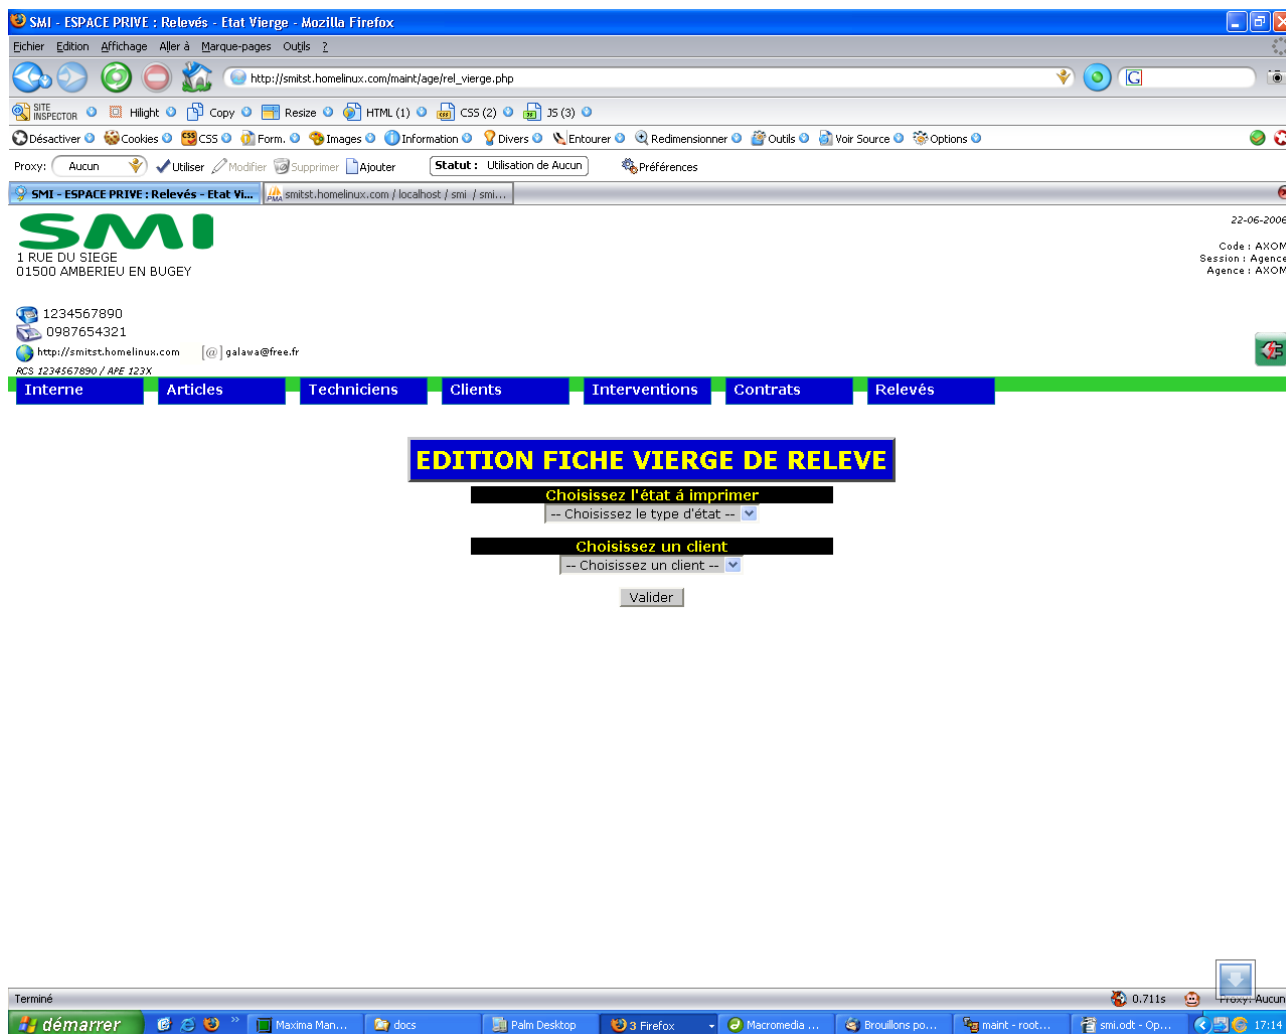 SMI - ESPACE PRIVE : Relevés - Etat Vierge - Mozilla Firefox
Fichier Edition Affichage Aller à Marque-pages Outils ?
http://smitst.homelinux.com/maint/age/rel_vierge.php G
SITE INSPECTOR Hilight Copy Resize HTML (1) CSS (2) JS (3)
Désactiver Cookies CSS Form. Images Information Divers Entourer Redimensionner Outils Voir Source Options
Proxy: Aucun Utiliser Modifier Supprimer Ajouter Statut : Utilisation de Aucun Préférences
SMI - ESPACE PRIVE : Relevés - Etat Vi... smitst.homelinux.com / localhost / smi / smi...
22-06-2006
SMI
Code : AXOM
Session : Agence
Agence : AXOM
1 RUE DU SIEGE
01500 AMBERIEU EN BUGEY
1234567890
0987654321
http://smitst.homelinux.com [@] galawa@free.fr
RCS 1234567890 / APE 123X
Interne Articles Techniciens Clients Interventions Contrats Relevés
EDITION FICHE VIERGE DE RELEVE
Choisissez l'état á imprimer
-- Choisissez le type d'état --
Choisissez un client
-- Choisissez un client --
Valider
Terminé 0.711s Proxy: Aucun
démarrer Maxima Man... docs Palm Desktop 3 Firefox Macromedia ... Brouillons po... maint - root... smi.odt - Op... 17:14